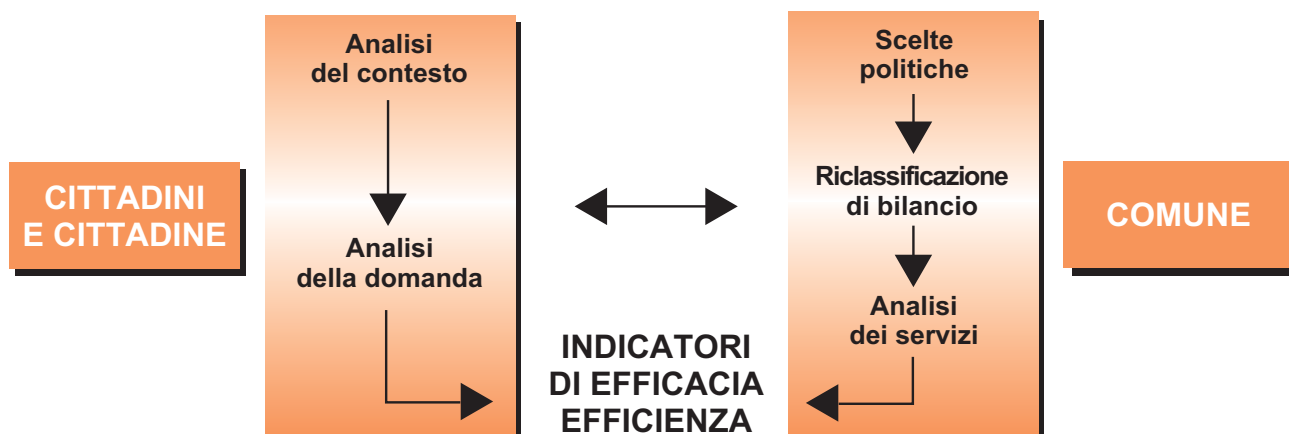 CITTADINI
E CITTADINE
Analisi
del contesto
Analisi
della domanda
INDICATORI
DI EFFICACIA
EFFICIENZA
Scelte
politiche
Riclassificazione
di bilancio
Analisi
dei servizi
COMUNE